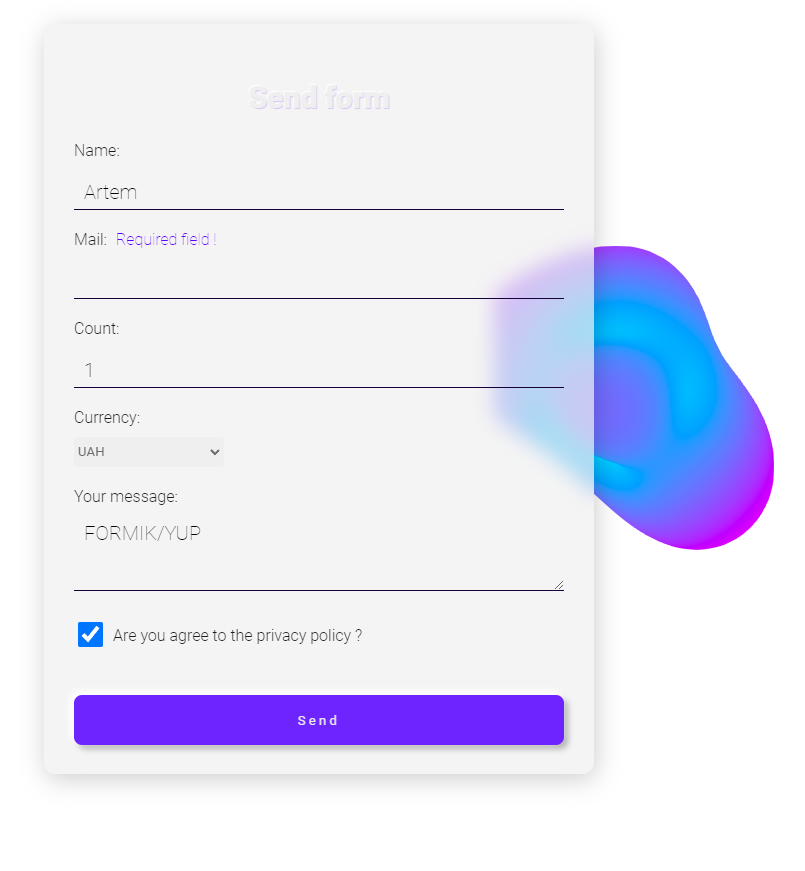 Send form
Name:
Artem
Mail: Required field !
Count:
1
Currency:
UAH
Your message:
FORMIK/YUP
Are you agree to the privacy policy ?
Send